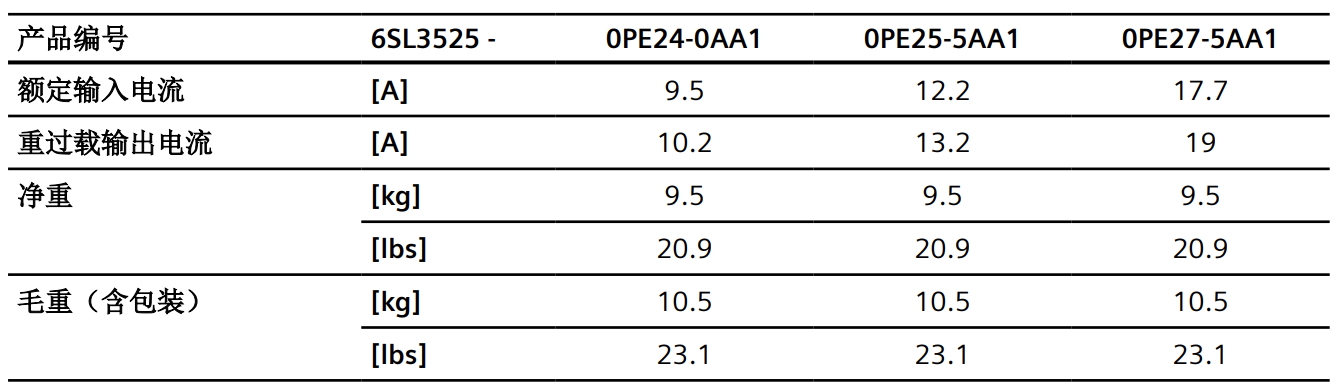 产品编号 6SL3525 - 0PE24-0AA1 0PE25-5AA1 0PE27-5AA1
额定输入电流 [A] 9.5 12.2 17.7
重过载输出电流 [A] 10.2 13.2 19
净重 [kg] 9.5 9.5 9.5
[lbs] 20.9 20.9 20.9
毛重（含包装） [kg] 10.5 10.5 10.5
[lbs] 23.1 23.1 23.1